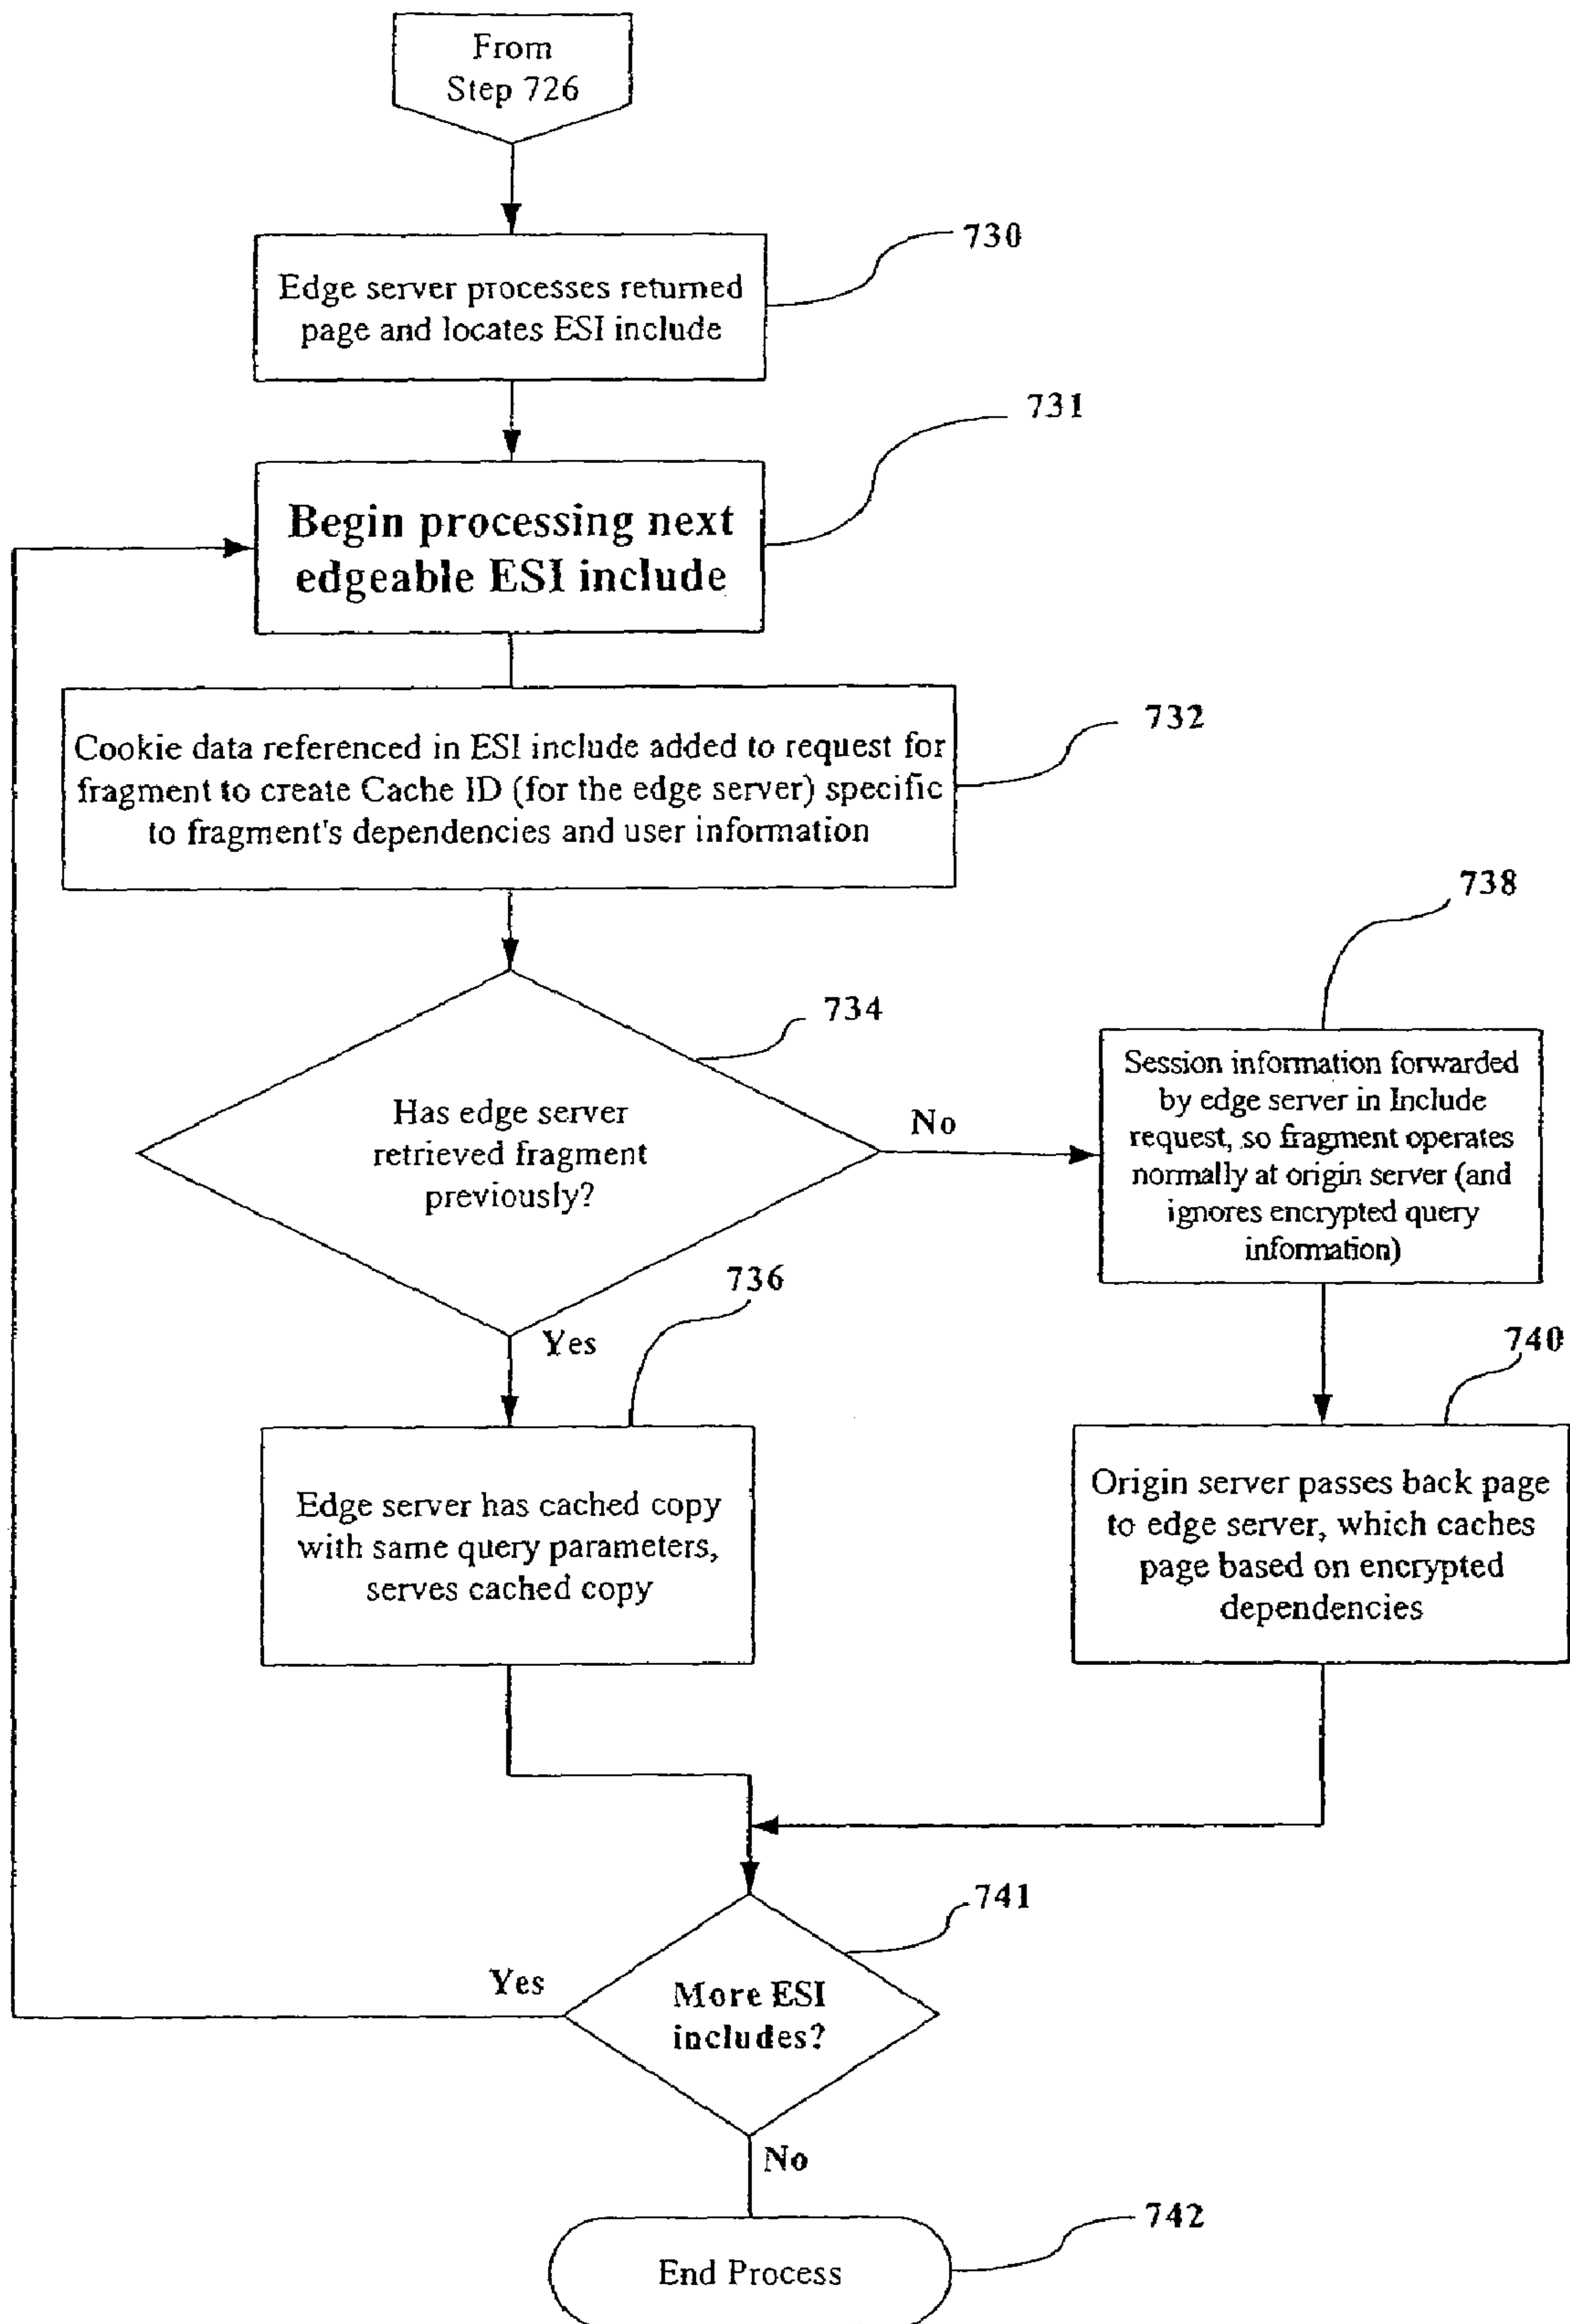 From
Step 726
730
Edge server processes returned
page and locates ESI include
731
Begin processing next
edgeable ESI include
732
Cookie data referenced in ESI include added to request for
fragment to create Cache ID (for the edge server) specific
to fragment's dependencies and user information
738
734
Has edge server
retrieved fragment
previously?
No
Session information forwarded
by edge server in Include
request, so fragment operates
normally at origin server (and
ignores encrypted query
information)
736
Yes
740
Edge server has cached copy
with same query parameters,
serves cached copy
Origin server passes back page
to edge server, which caches
page based on encrypted
dependencies
741
Yes
More ESI
includes?
No
742
End Process